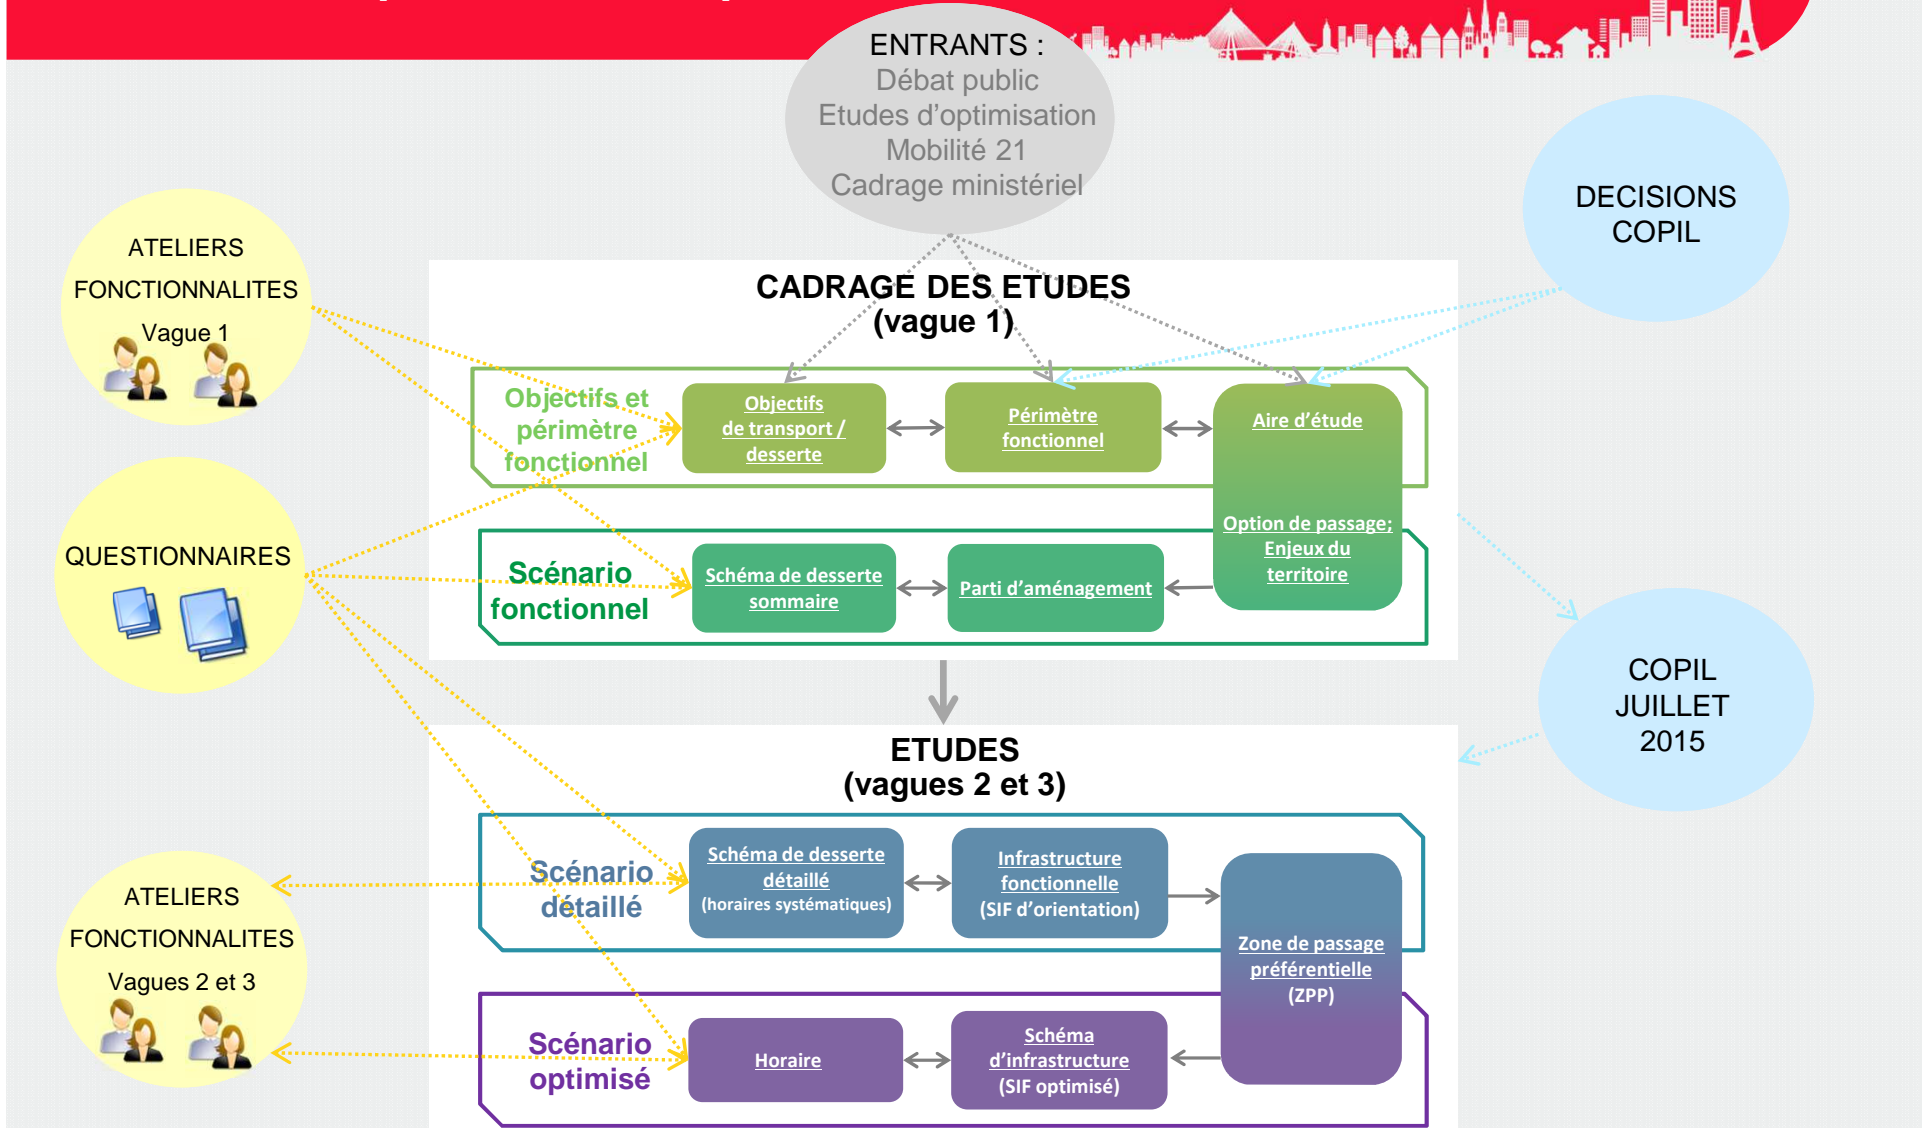 ENTRANTS :
Débat public
Etudes d'optimisation
Mobilité 21
Cadrage ministériel
DECISIONS
COPIL
ATELIERS
FONCTIONNALITES
Vague 1
QUESTIONNAIRES
CADRAGE DES ETUDES
(vague 1)
Objectifs et
périmètre
fonctionnel
Objectifs
de transport /
desserte
Périmètre
fonctionnel
Aire d'étude
Option de passage;
Enjeux du
territoire
Scénario
fonctionnel
Schéma de desserte
sommaire
Parti d'aménagement
COPIL
JUILLET
2015
ETUDES
(vagues 2 et 3)
Scénario
détaillé
Schéma de desserte
détaillé
(horaires systématiques)
Infrastructure
fonctionnelle
(SIF d'orientation)
Zone de passage
préférentielle
(ZPP)
ATELIERS
FONCTIONNALITES
Vagues 2 et 3
Scénario
optimisé
Horaire
Schéma
d'infrastructure
(SIF optimisé)